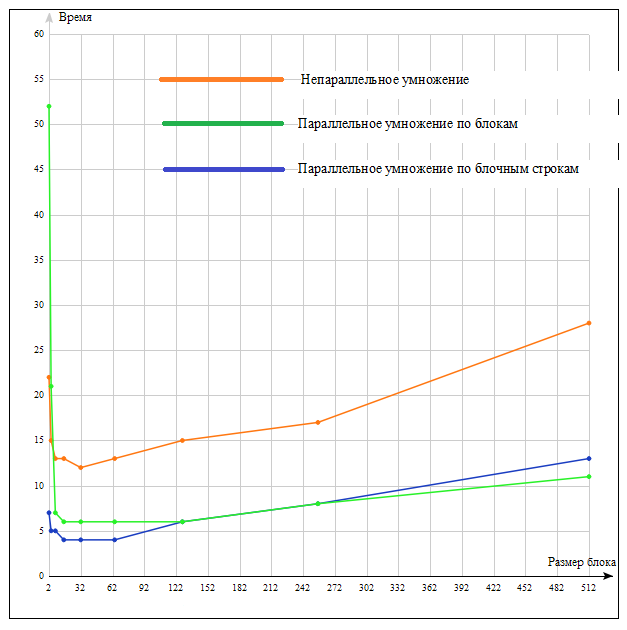 Время
60
55
Непараллельное умножение
50
Параллельное умножение по блокам
45
Параллельное умножение по блочным строкам
40
35
30
25
20
15
10
5
0
Размер блока
2 32 62 92 122 152 182 212 242 272 302 332 362 392 422 452 482 512